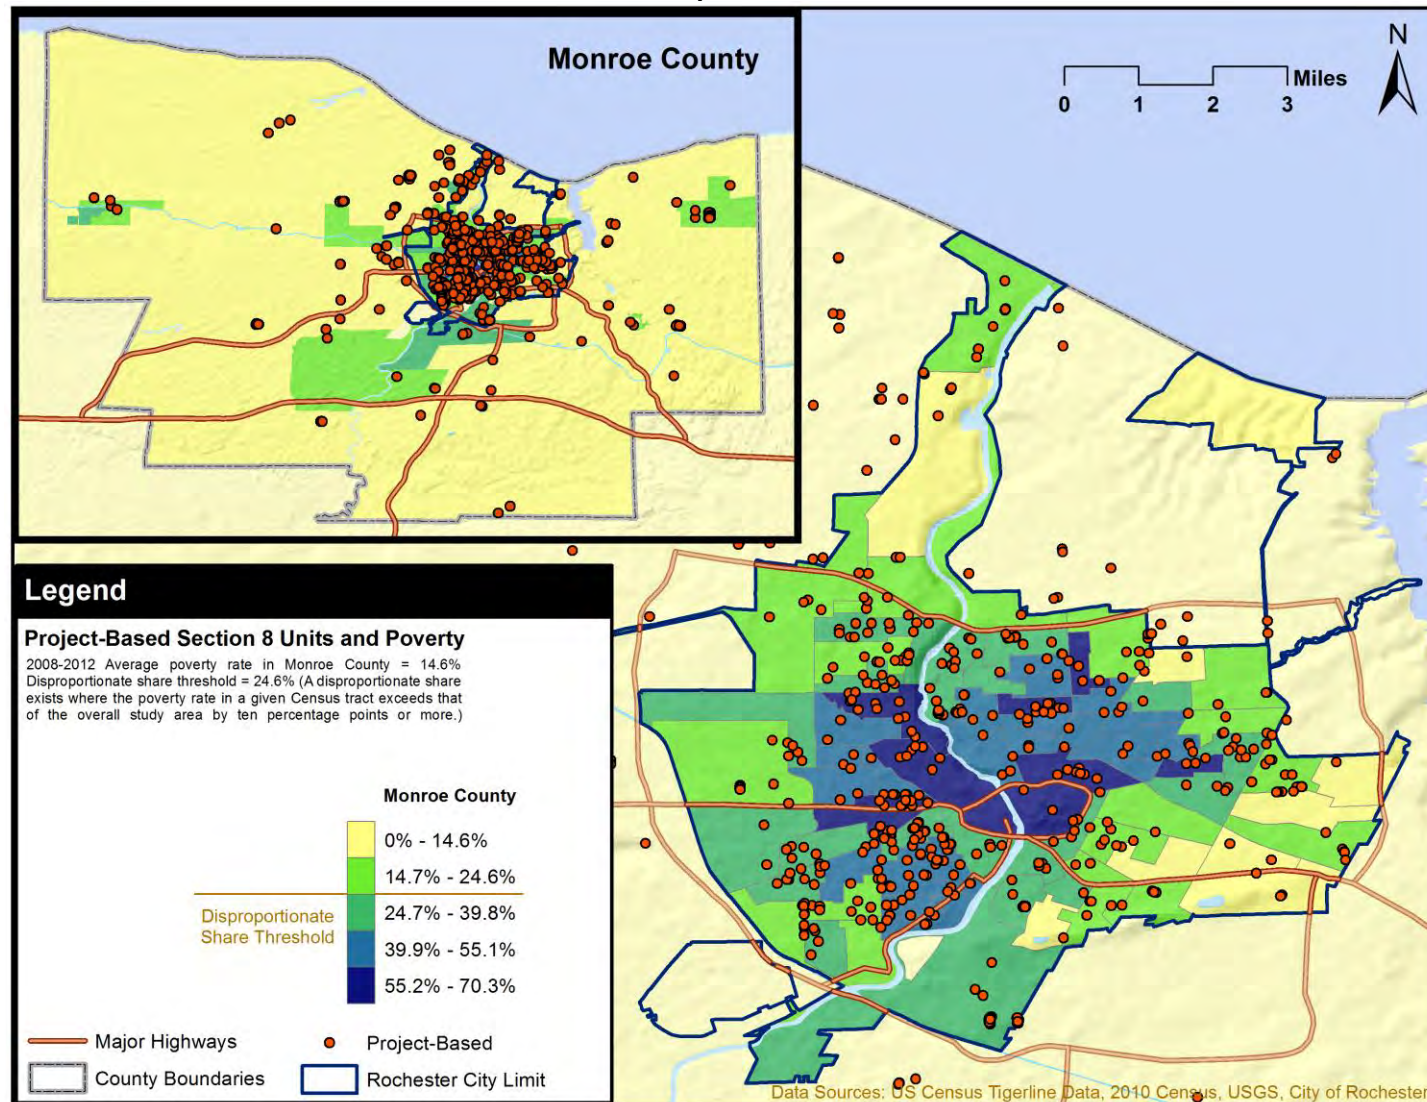 Monroe County
N
Miles
0 1 2 3
Legend
Project-Based Section 8 Units and Poverty
2008-2012 Average poverty rate in Monroe County = 14.6%
Disproportionate share threshold = 24.6% (A disproportionate share
exists where the poverty rate in a given Census tract exceeds that
of the overall study area by ten percentage points or more.)
Monroe County
0% - 14.6%
14.7% - 24.6%
Disproportionate
Share Threshold
24.7% - 39.8%
39.9% - 55.1%
55.2% - 70.3%
Major Highways
Project-Based
County Boundaries
Rochester City Limit
Data Sources: US Census Tigerline Data, 2010 Census, USGS, City of Rochester